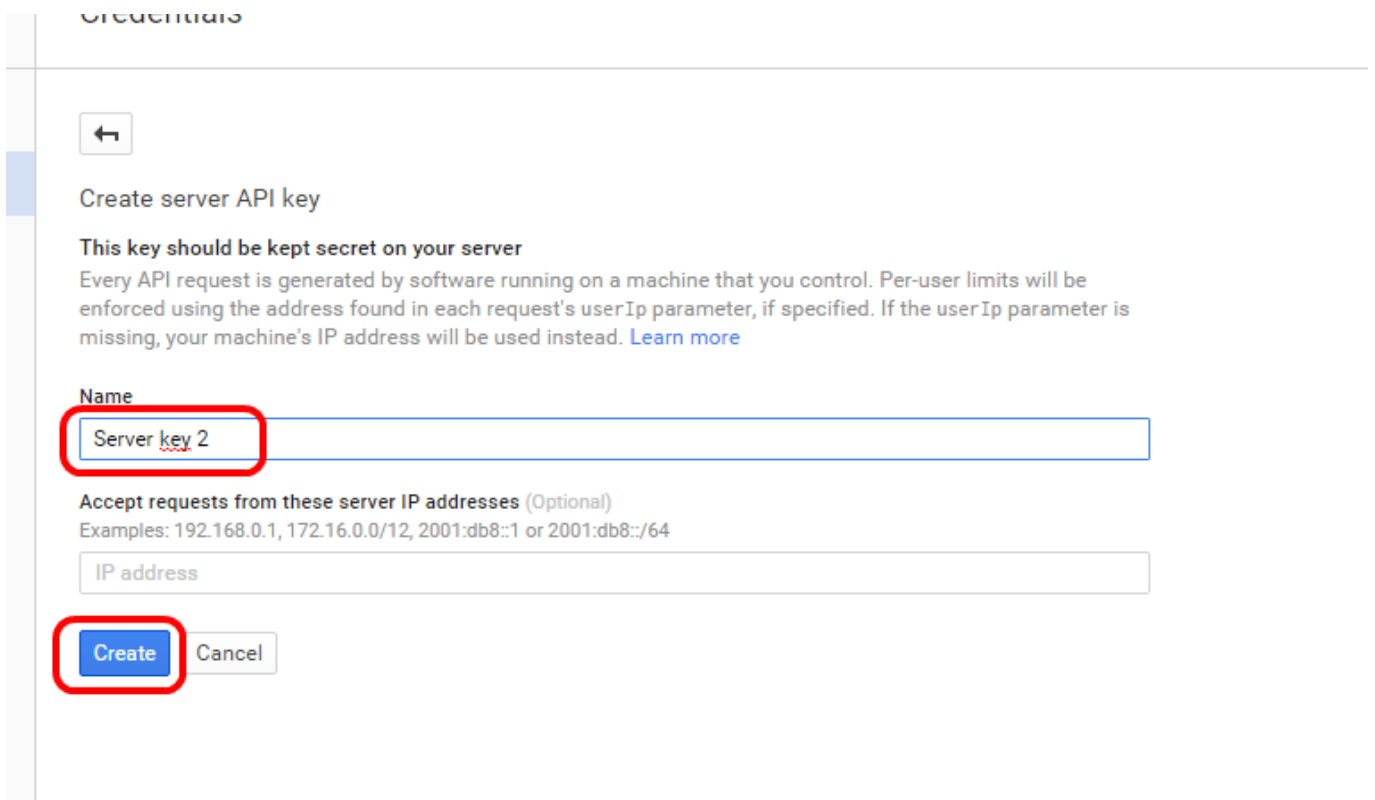 Credentials
Create server API key
This key should be kept secret on your server
Every API request is generated by software running on a machine that you control. Per-user limits will be
enforced using the address found in each request's userIp parameter, if specified. If the userIp parameter is
missing, your machine's IP address will be used instead. Learn more
Name
Server key 2
Accept requests from these server IP addresses (Optional)
Examples: 192.168.0.1, 172.16.0.0/12, 2001:db8::1 or 2001:db8::/64
IP address
Create Cancel